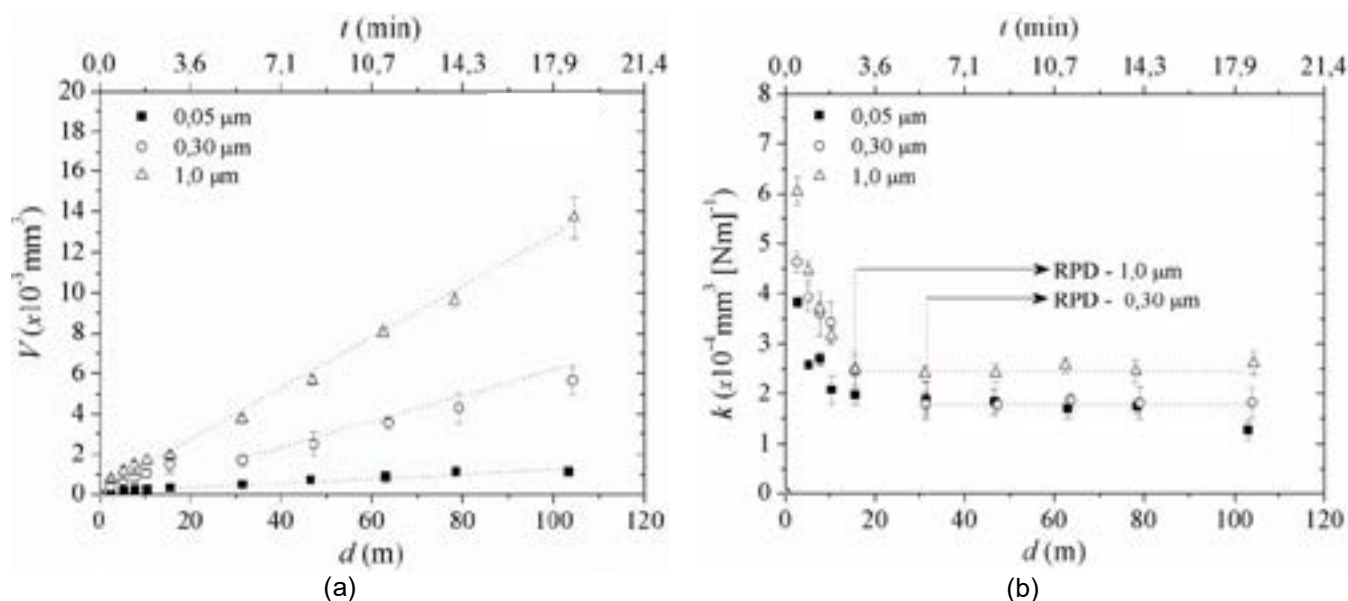 t (min)
0,0 3,6 7,1 10,7 14,3 17,9 21,4
20
18
16
14
12
10
8
6
4
2
0
V (x10⁻³mm³)
0,05 µm
0,30 µm
1,0 µm
0 20 40 60 80 100 120
d (m)
(a)
t (min)
0,0 3,6 7,1 10,7 14,3 17,9 21,4
8
7
6
5
4
3
2
1
0
k (x10⁻⁴mm³ [Nm]⁻¹)
0,05 µm
0,30 µm
1,0 µm
RPD - 1,0 µm
RPD - 0,30 µm
0 20 40 60 80 100 120
d (m)
(b)